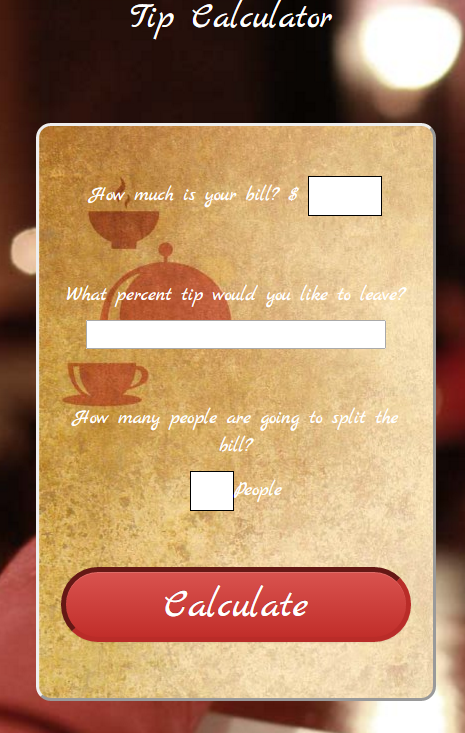 Tip Calculator
How much is your bill? $
What percent tip would you like to leave?
How many people are going to split the
bill?
People
Calculate